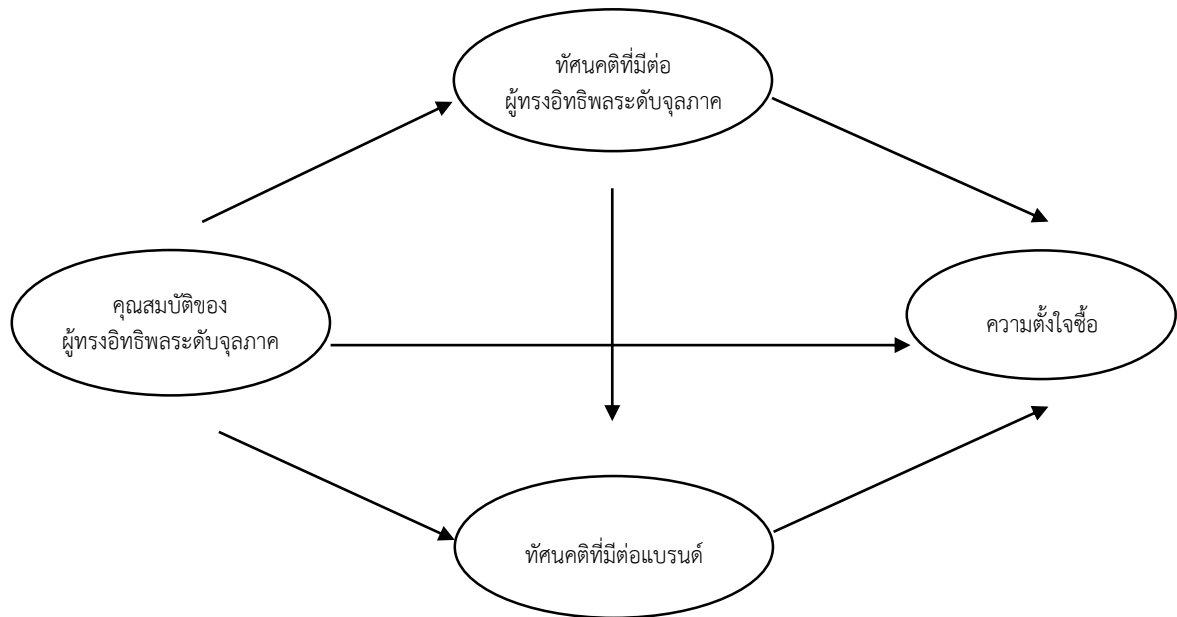 ทัศนคติที่มีต่อ
ผู้ทรงอิทธิพลระดับจุลภาค
คุณสมบัติของ
ผู้ทรงอิทธิพลระดับจุลภาค
ความตั้งใจซื้อ
ทัศนคติที่มีต่อแบรนด์